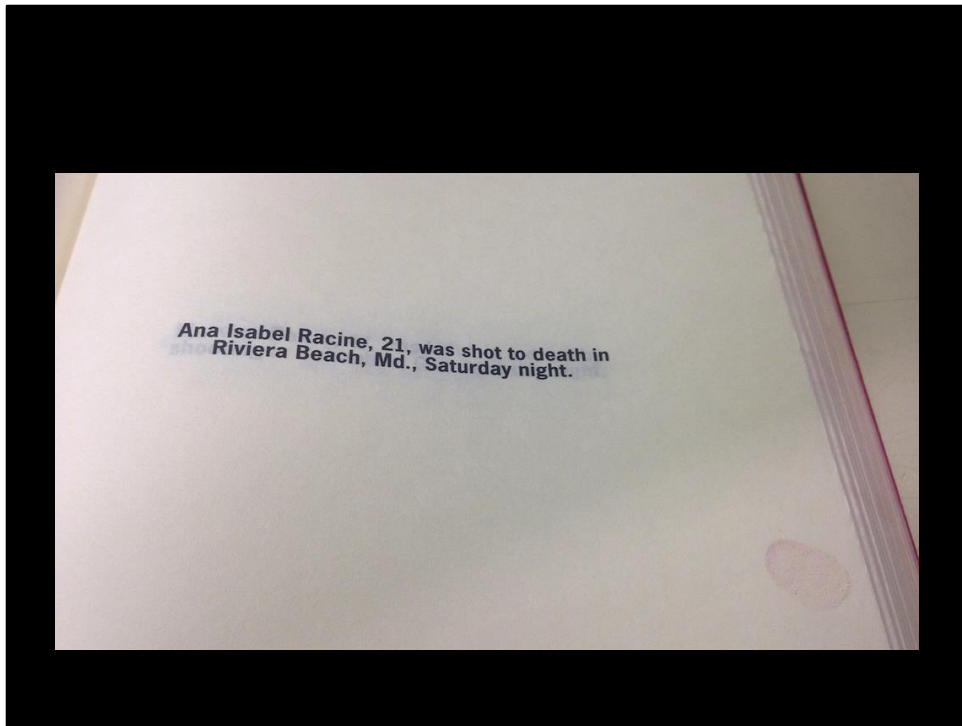 Ana Isabel Racine, 21, was shot to death in
Riviera Beach, Md., Saturday night.